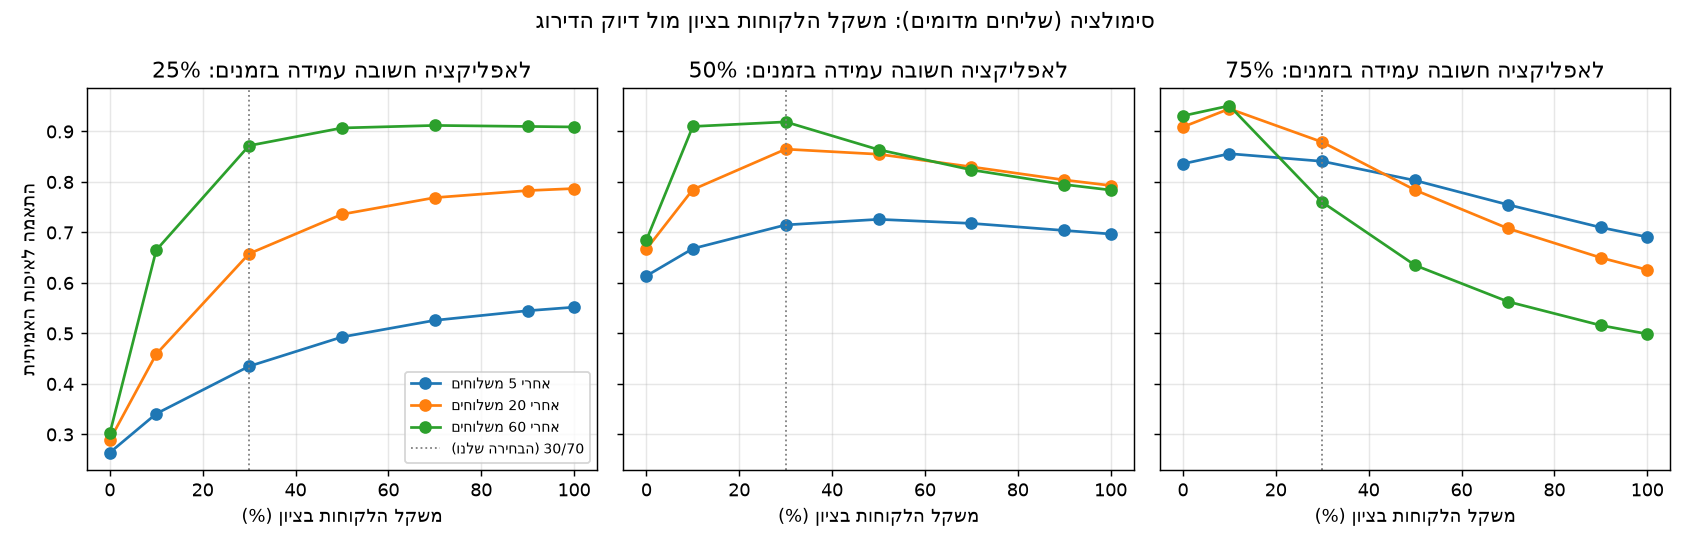 סימולציה (שליחים מדומים): משקל הלקוחות בציון מול דיוק הדירוג
לאפליקציה חשובה עמידה בזמנים: 25%
לאפליקציה חשובה עמידה בזמנים: 50%
לאפליקציה חשובה עמידה בזמנים: 75%
התאמה לאיכות האמיתית
0.9
0.8
0.7
0.6
0.5
0.4
0.3
אחרי 5 משלוחים
אחרי 20 משלוחים
אחרי 60 משלוחים
30/70 (הבחירה שלנו)
0 20 40 60 80 100
0 20 40 60 80 100
0 20 40 60 80 100
משקל הלקוחות בציון (%)
משקל הלקוחות בציון (%)
משקל הלקוחות בציון (%)